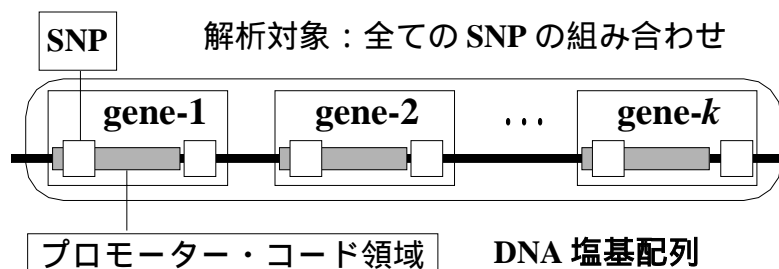 SNP
解析対象:全ての SNP の組み合わせ
gene-1
gene-2
...
gene-k
プロモーター・コード領域
DNA 塩基配列